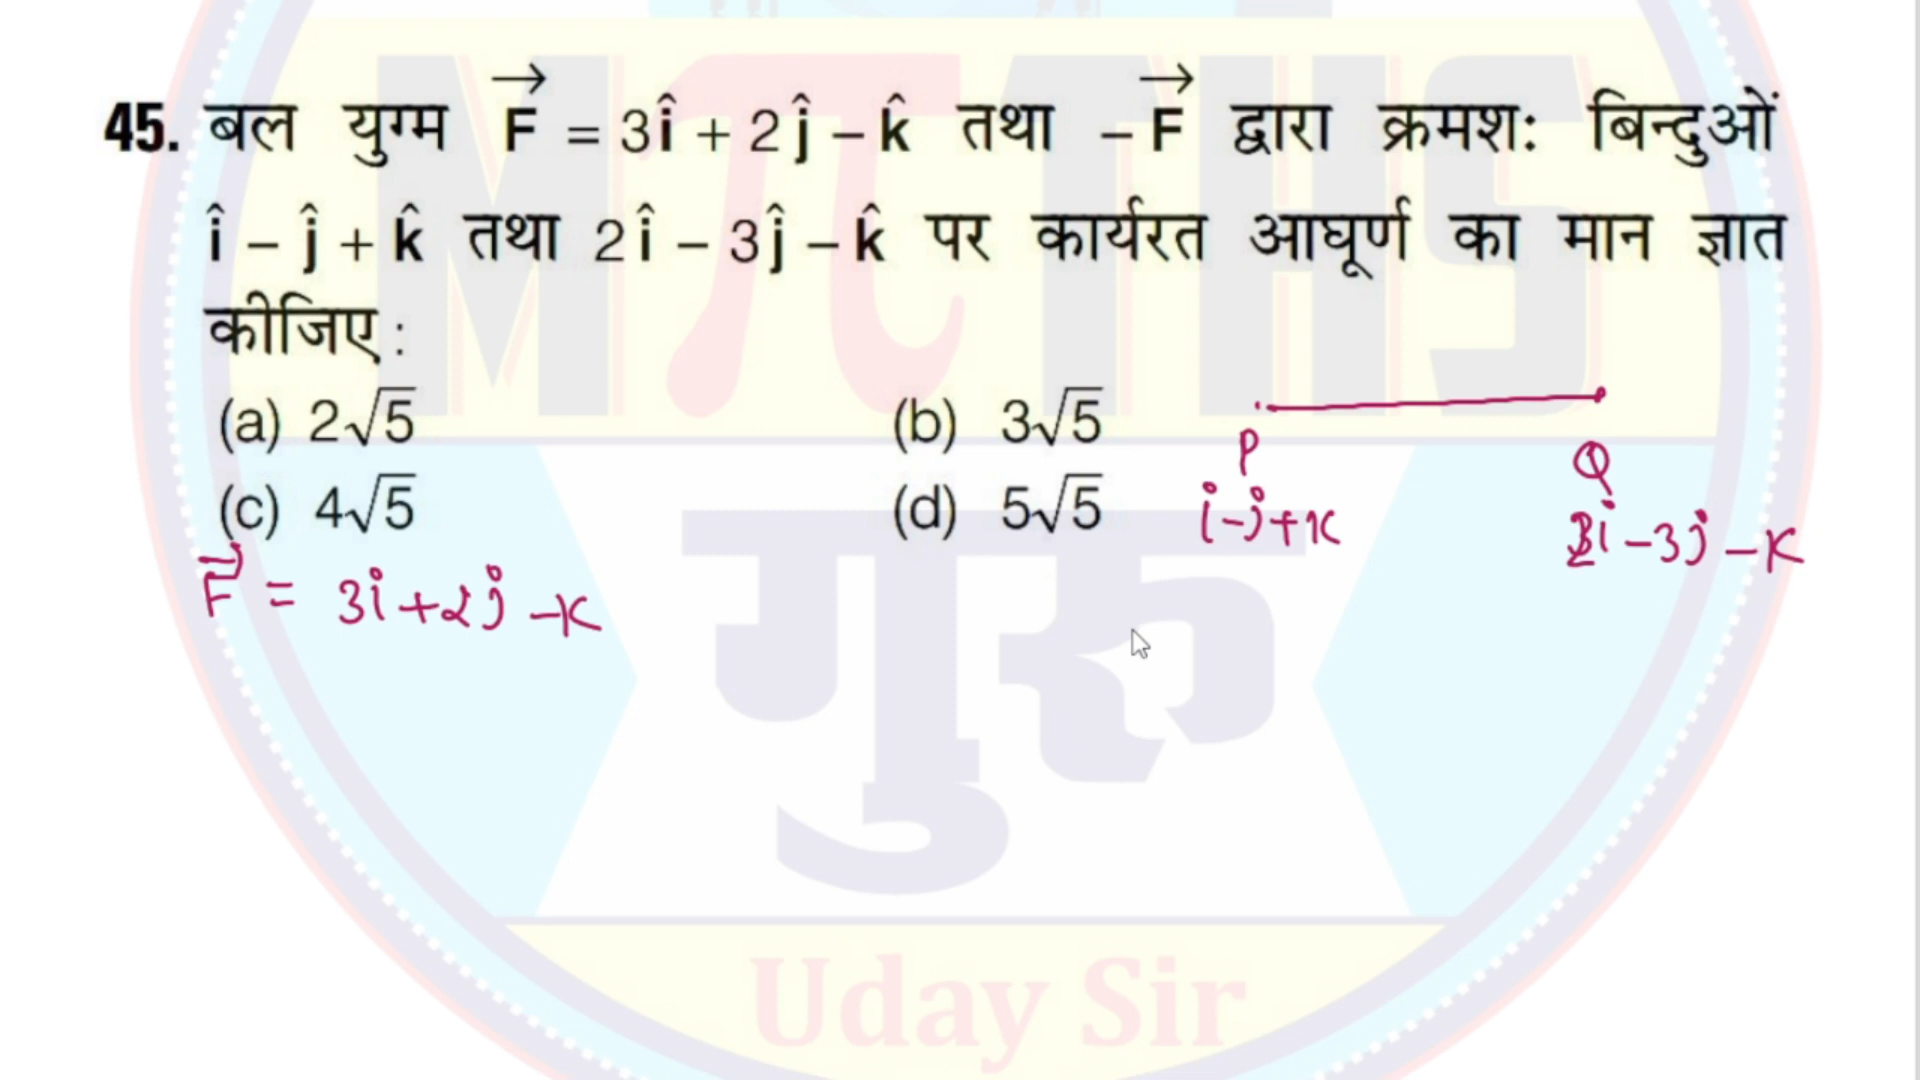 45. बल युग्म F⃗ = 3î + 2ĵ – k̂ तथा – F⃗ द्वारा क्रमशः बिन्दुओं
î – ĵ + k̂ तथा 2î – 3ĵ – k̂ पर कार्यरत आघूर्ण का मान ज्ञात
कीजिए :
(a) 2√5 (b) 3√5
(c) 4√5 (d) 5√5
P Q
i-j+k 2i-3j-k
F⃗ = 3i+2j-k
MπTHS
गुरु
Uday Sir